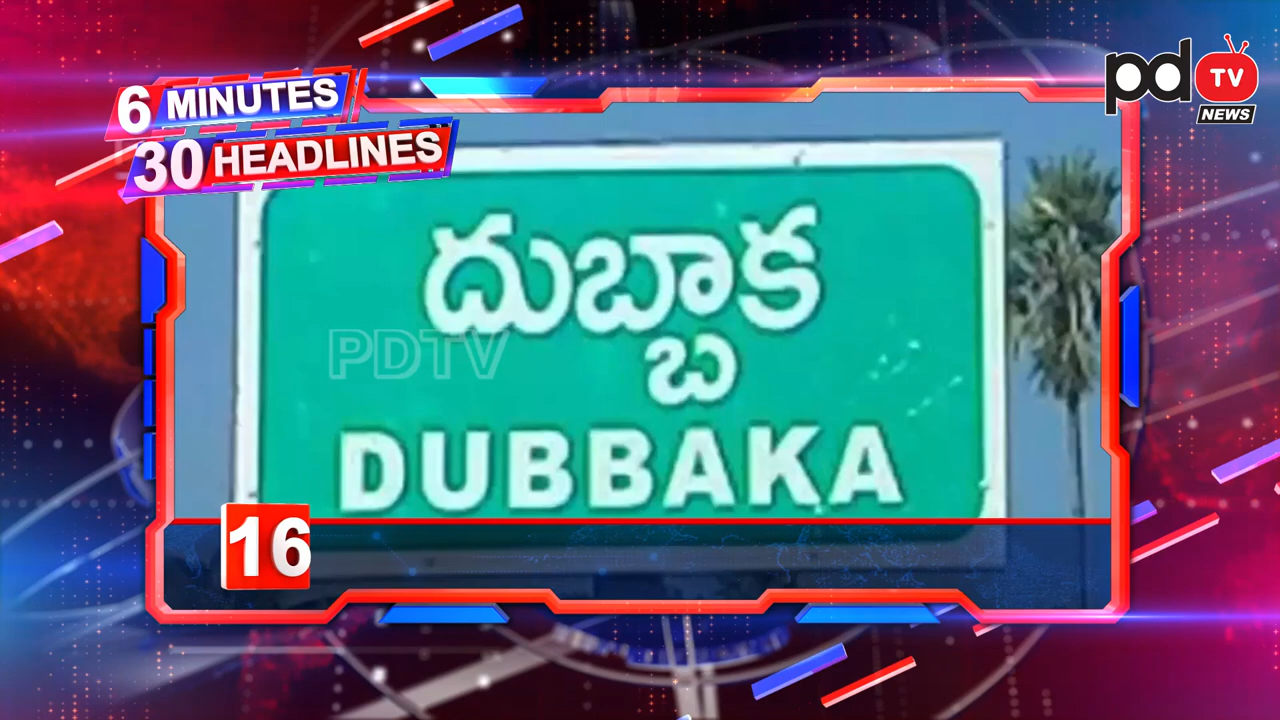 6 MINUTES
30 HEADLINES
pd TV
NEWS
దుబ్బాక
PDTV
DUBBAKA
16